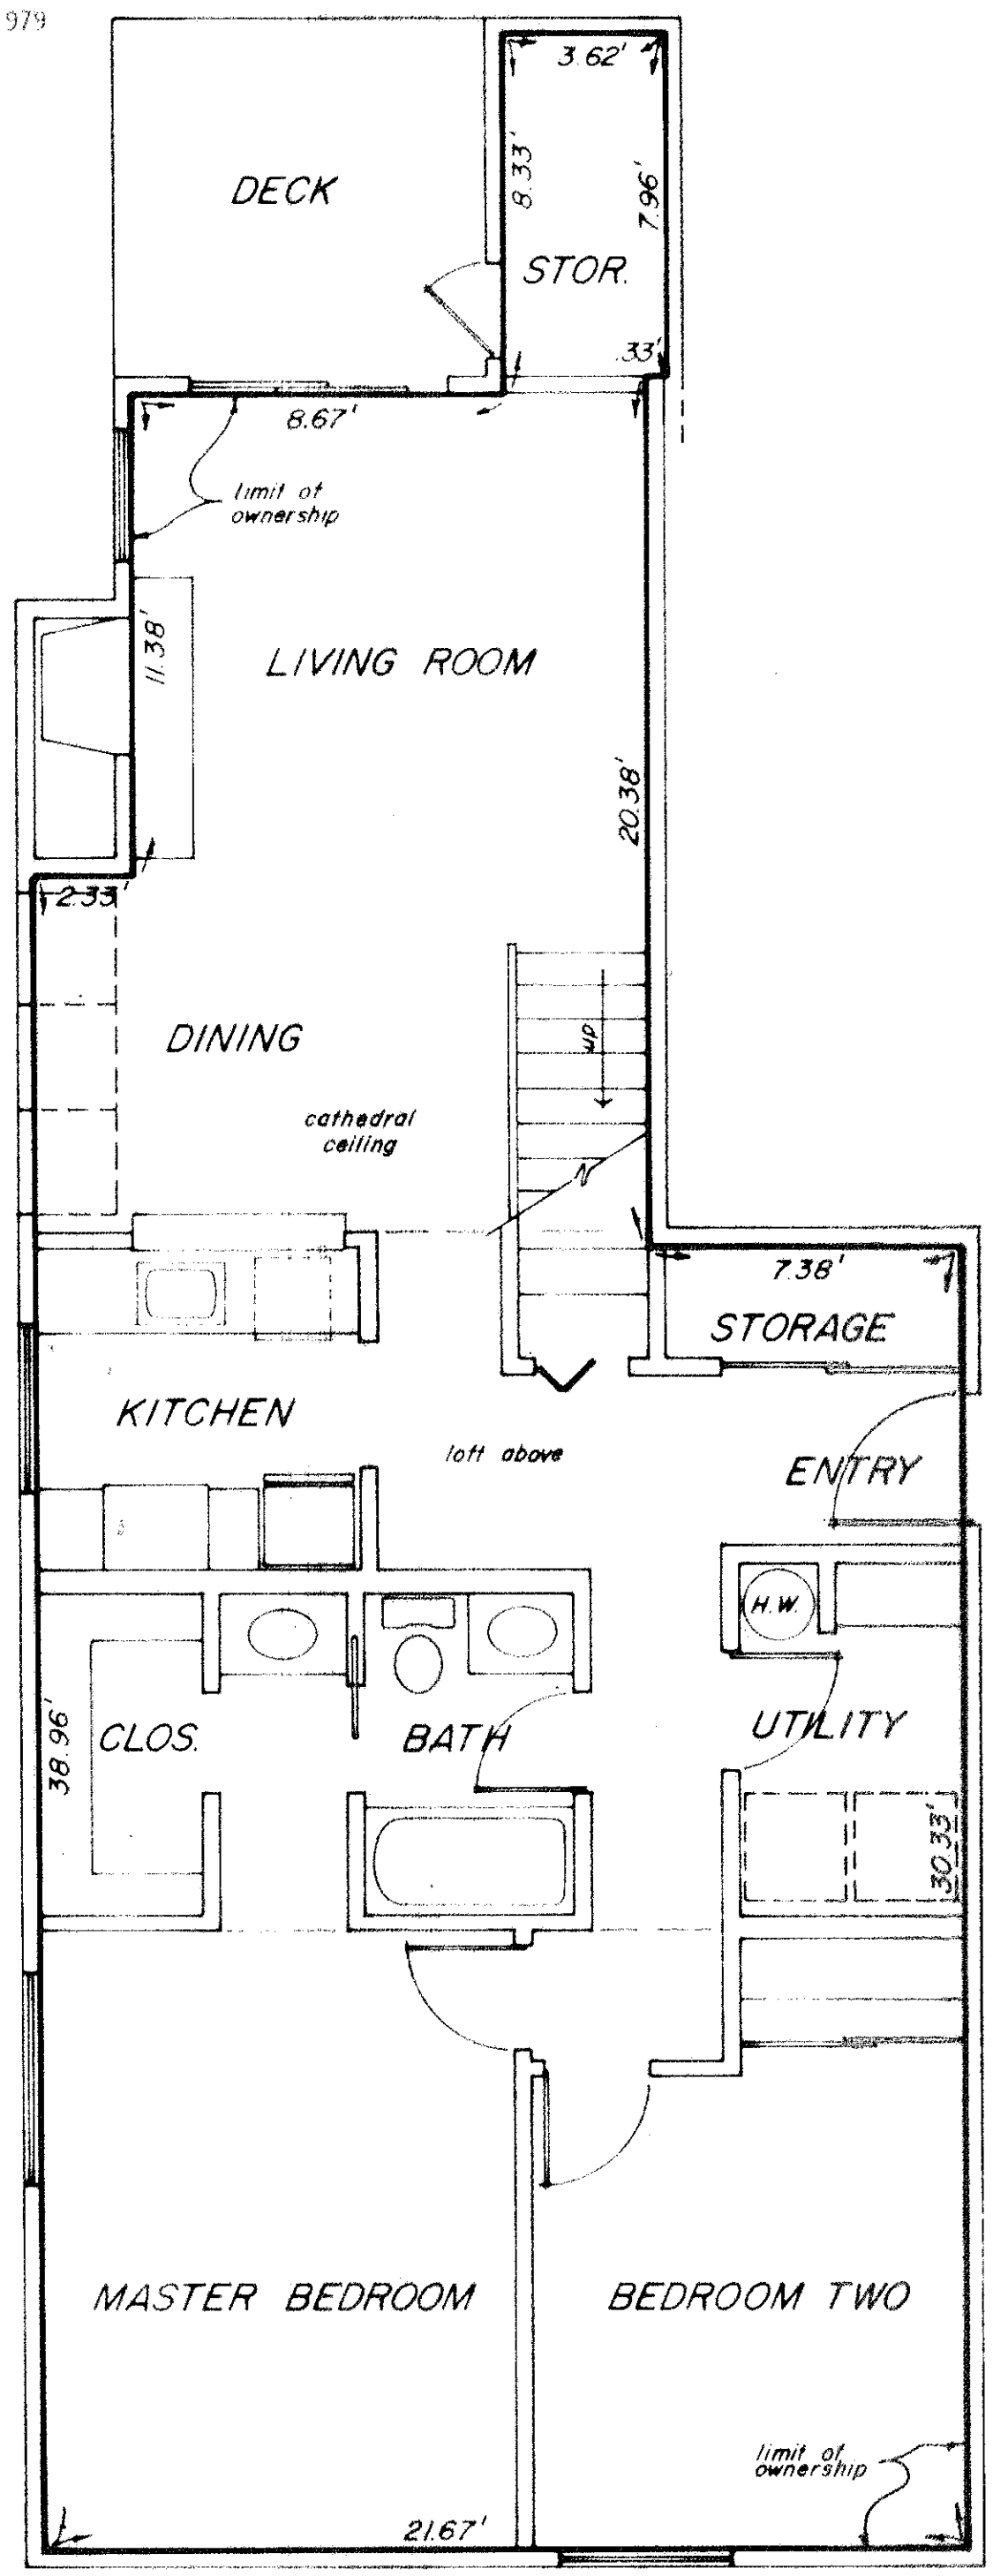 979
3.62'
8.33'
7.96'
DECK
STOR.
.33'
8.67'
limit of
ownership
11.38'
LIVING ROOM
20.38'
2.33'
DINING
up
cathedral
ceiling
7.38'
STORAGE
KITCHEN
loft above
ENTRY
H.W.
38.96'
CLOS.
BATH
UTILITY
30.33'
MASTER BEDROOM
BEDROOM TWO
limit of
ownership
21.67'